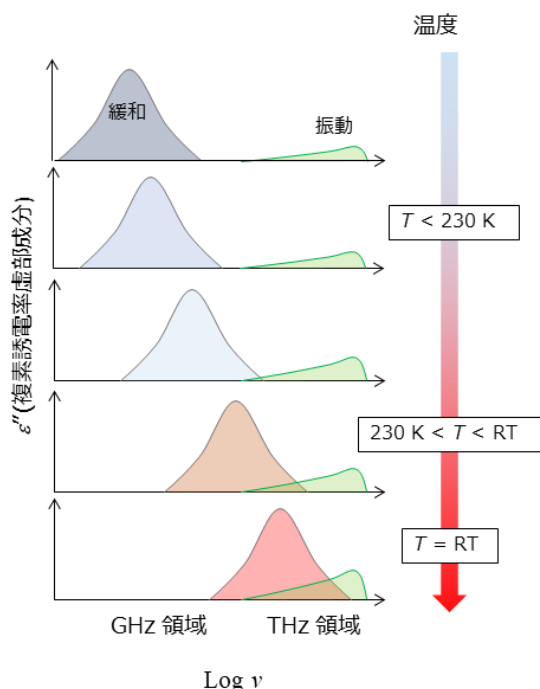 温度
緩和
振動
T < 230 K
ε″(複素誘電率虚部成分)
230 K < T < RT
T = RT
GHz 領域
THz 領域
Log ν